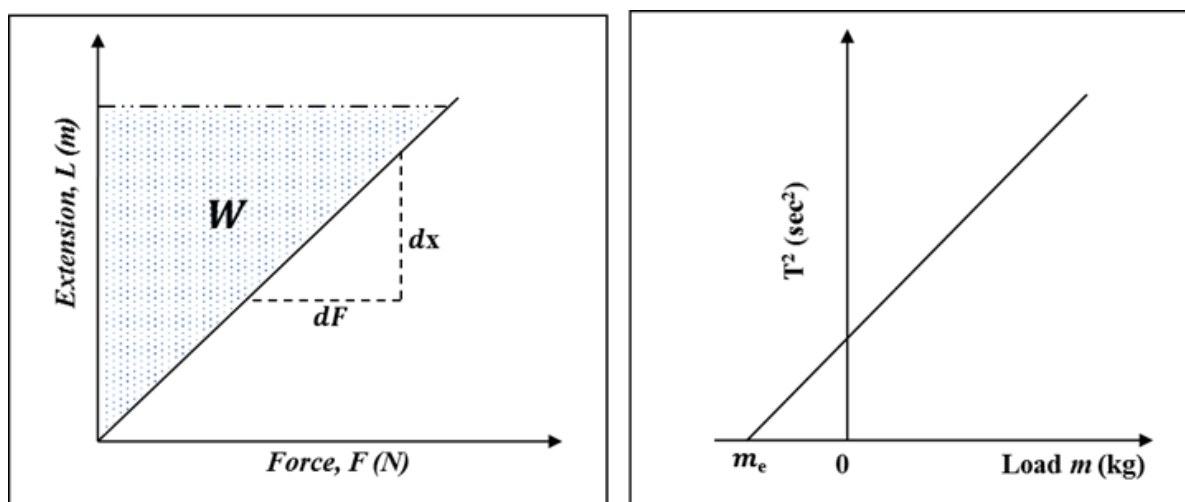 Extension, L (m)
W
dx
dF
Force, F (N)
T² (sec²)
mₑ
0
Load m (kg)